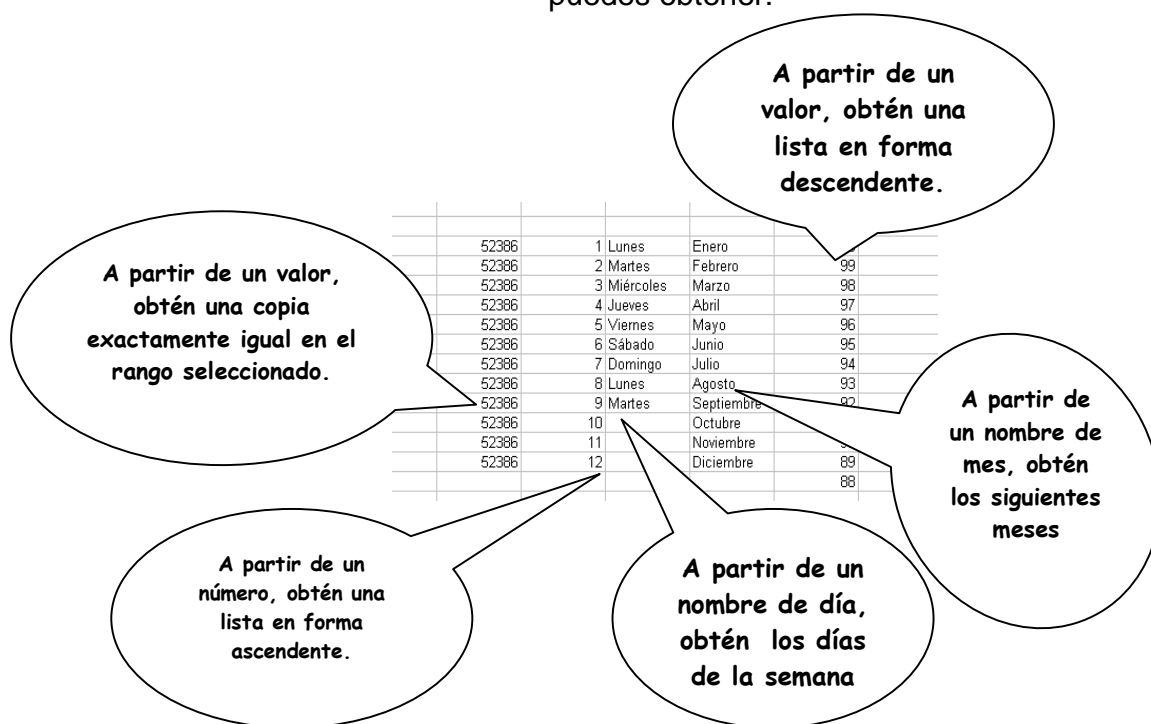 puedes obtener:
A partir de un
valor, obtén una
lista en forma
descendente.
A partir de un valor,
obtén una copia
exactamente igual en el
rango seleccionado.
52386 1 Lunes Enero
52386 2 Martes Febrero 99
52386 3 Miércoles Marzo 98
52386 4 Jueves Abril 97
52386 5 Viernes Mayo 96
52386 6 Sábado Junio 95
52386 7 Domingo Julio 94
52386 8 Lunes Agosto 93
52386 9 Martes Septiembre 92
52386 10 Octubre
52386 11 Noviembre
52386 12 Diciembre 89
88
A partir de
un nombre de
mes, obtén
los siguientes
meses
A partir de un
número, obtén una
lista en forma
ascendente.
A partir de un
nombre de día,
obtén los días
de la semana